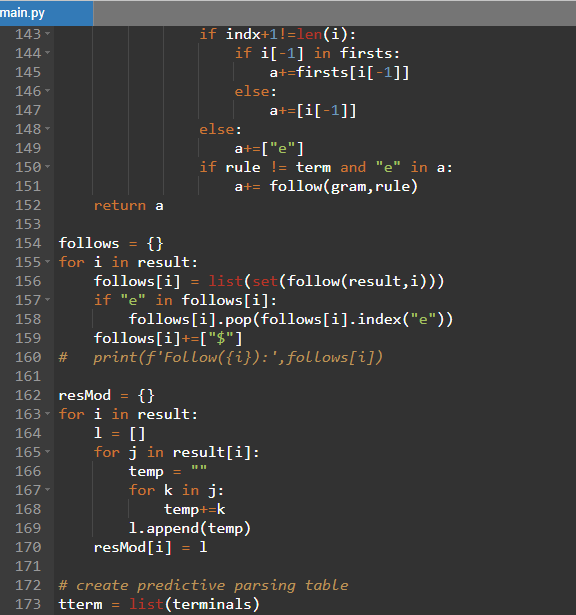 main.py
143 if indx+1!=len(i):
144 if i[-1] in firsts:
145 a+=firsts[i[-1]]
146 else:
147 a+=[i[-1]]
148 else:
149 a+=["e"]
150 if rule != term and "e" in a:
151 a+= follow(gram,rule)
152 return a
153
154 follows = {}
155 for i in result:
156 follows[i] = list(set(follow(result,i)))
157 if "e" in follows[i]:
158 follows[i].pop(follows[i].index("e"))
159 follows[i]+=["$"]
160 #   print(f'Follow({i}):',follows[i])
161
162 resMod = {}
163 for i in result:
164 l = []
165 for j in result[i]:
166 temp = ""
167 for k in j:
168 temp+=k
169 l.append(temp)
170 resMod[i] = l
171
172 # create predictive parsing table
173 tterm = list(terminals)